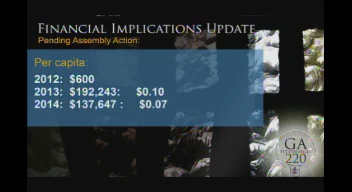 FINANCIAL IMPLICATIONS UPDATE
Pending Assembly Action:
Per capita:
2012: $600
2013: $192,243: $0.10
2014: $137,647 : $0.07
GA
PITTSBURGH
220